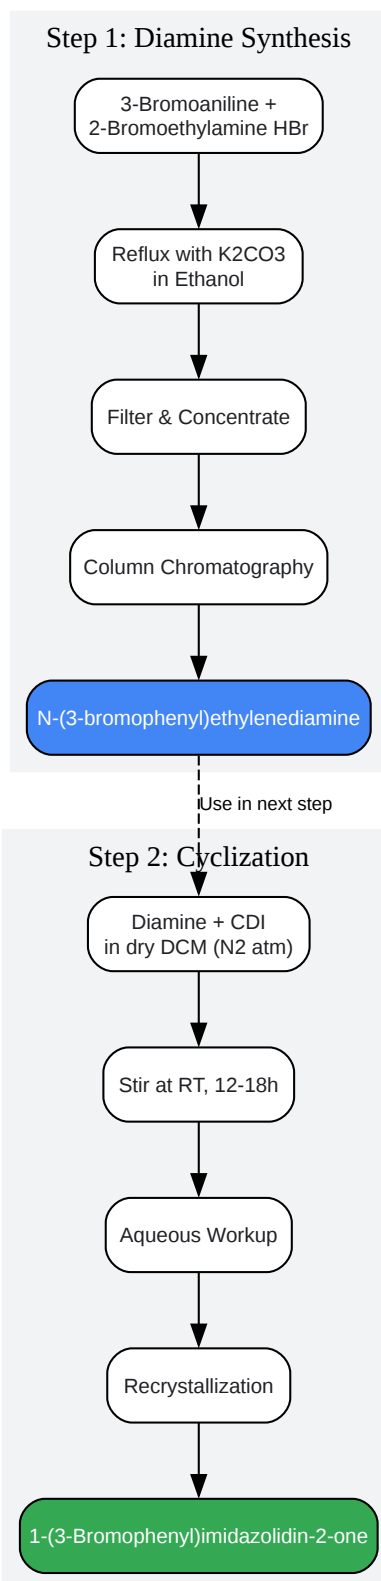 Step 1: Diamine Synthesis
3-Bromoaniline +
2-Bromoethylamine HBr
Reflux with K2CO3
in Ethanol
Filter & Concentrate
Column Chromatography
N-(3-bromophenyl)ethylenediamine
Use in next step
Step 2: Cyclization
Diamine + CDI
in dry DCM (N2 atm)
Stir at RT, 12-18h
Aqueous Workup
Recrystallization
1-(3-Bromophenyl)imidazolidin-2-one